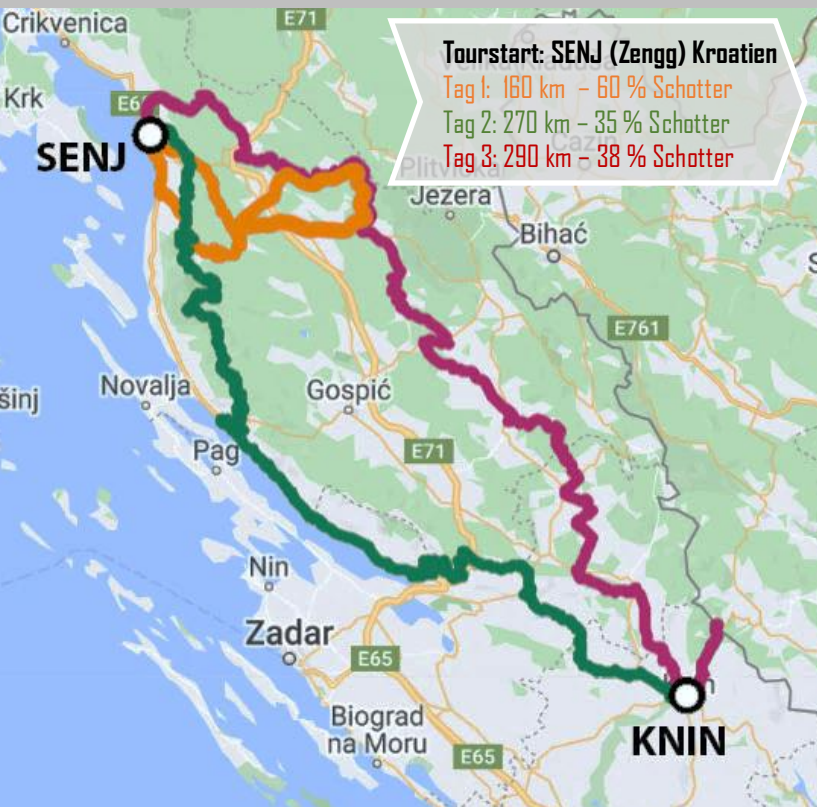 Crikvenica
E71
Tourstart: SENJ (Zengg) Kroatien
Tag 1: 160 km – 60 % Schotter
Tag 2: 270 km – 35 % Schotter
Tag 3: 290 km – 38 % Schotter
Krk
E6
SENJ
Cazin
Plitvička
Jezera
Bihać
E761
Novalja
Gospić
šinj
Pag
E71
Nin
Zadar
E65
KNIN
Biograd
na Moru
E65